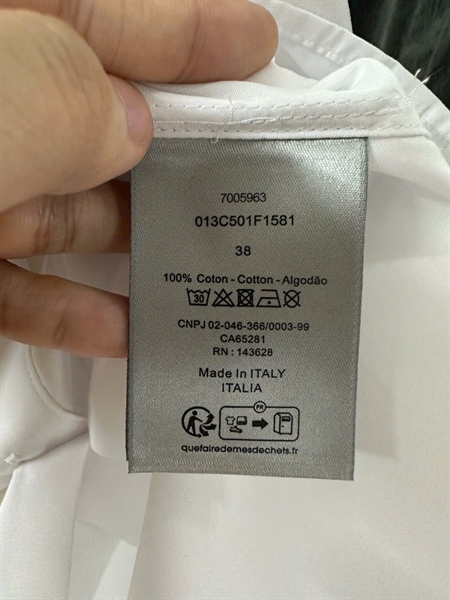 7005963
013C501F1581
38
100% Coton - Cotton - Algodão
30
CNPJ 02-046-366/0003-99
CA65281
RN : 143628
Made In ITALY
ITALIA
FR
quefairedemesdechets.fr